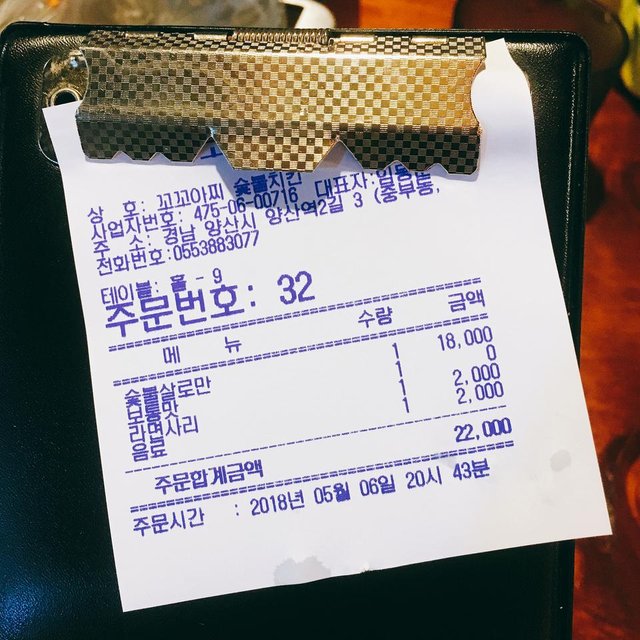 상 호: 꼬꼬아찌 숯불치킨
사업자번호: 475-06-00716 대표자:
주 소: 경남 양산시 양산역2길 3 (중부동,
전화번호:0553883077
테이블: 홀 - 9
주문번호: 32
메 뉴 수량 금액
숯불살로만 1 18,000
보통맛 1 0
라면사리 1 2,000
음료 1 2,000
주문합계금액 22,000
주문시간 : 2018년 05월 06일 20시 43분